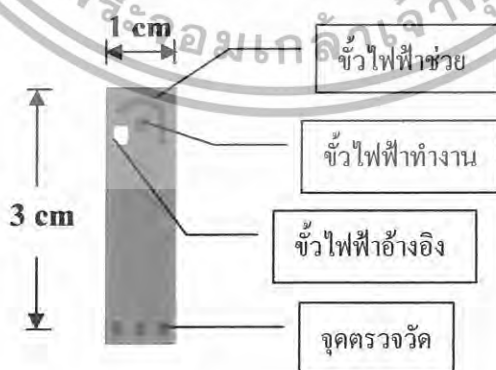 1 cm
ขั้วไฟฟ้าช่วย
ขั้วไฟฟ้าทำงาน
3 cm
ขั้วไฟฟ้าอ้างอิง
จุดตรวจวัด